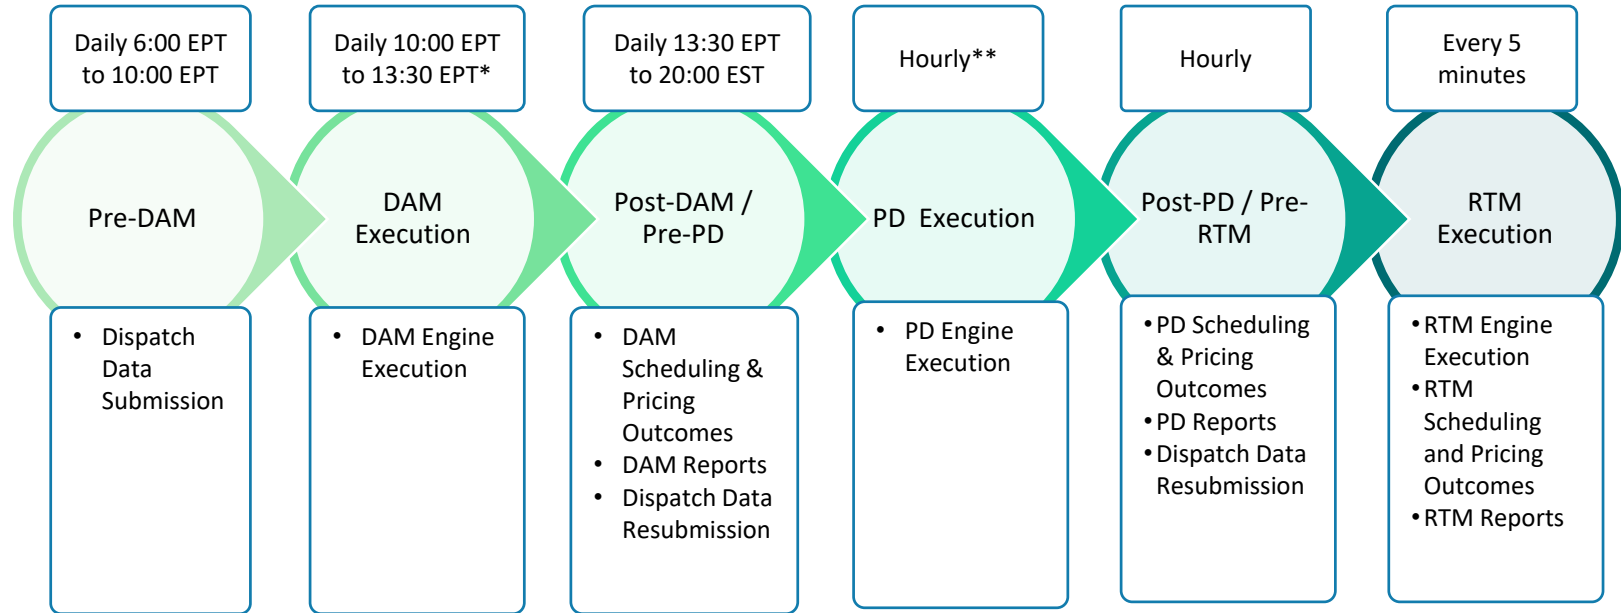 Daily 6:00 EPT
to 10:00 EPT
Daily 10:00 EPT
to 13:30 EPT*
Daily 13:30 EPT
to 20:00 EST
Hourly**
Hourly
Every 5
minutes
Pre-DAM
DAM
Execution
Post-DAM /
Pre-PD
PD Execution
Post-PD / Pre-
RTM
RTM
Execution
• Dispatch
Data
Submission
• DAM Engine
Execution
• DAM
Scheduling &
Pricing
Outcomes
• DAM Reports
• Dispatch Data
Resubmission
• PD Engine
Execution
• PD Scheduling
& Pricing
Outcomes
• PD Reports
• Dispatch Data
Resubmission
• RTM Engine
Execution
• RTM
Scheduling
and Pricing
Outcomes
• RTM Reports